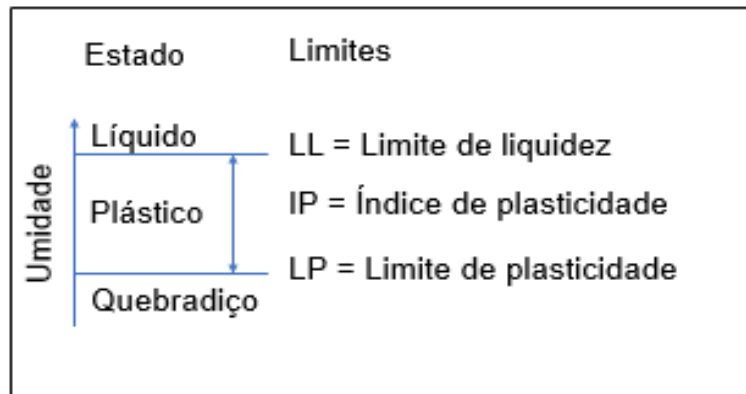 Estado Limites
Líquido LL = Limite de liquidez
Plástico IP = Índice de plasticidade
LP = Limite de plasticidade
Quebradiço
Umidade